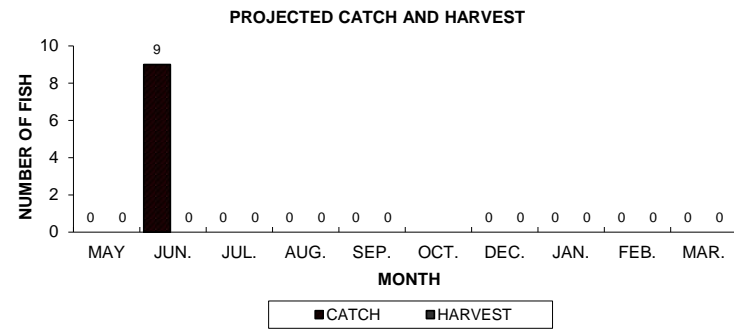 PROJECTED CATCH AND HARVEST
NUMBER OF FISH
10
8
6
4
2
0
9
0 0 0 0 0 0 0 0 0 0 0 0 0 0 0 0 0
MAY JUN. JUL. AUG. SEP. OCT. DEC. JAN. FEB. MAR.
MONTH
CATCH HARVEST